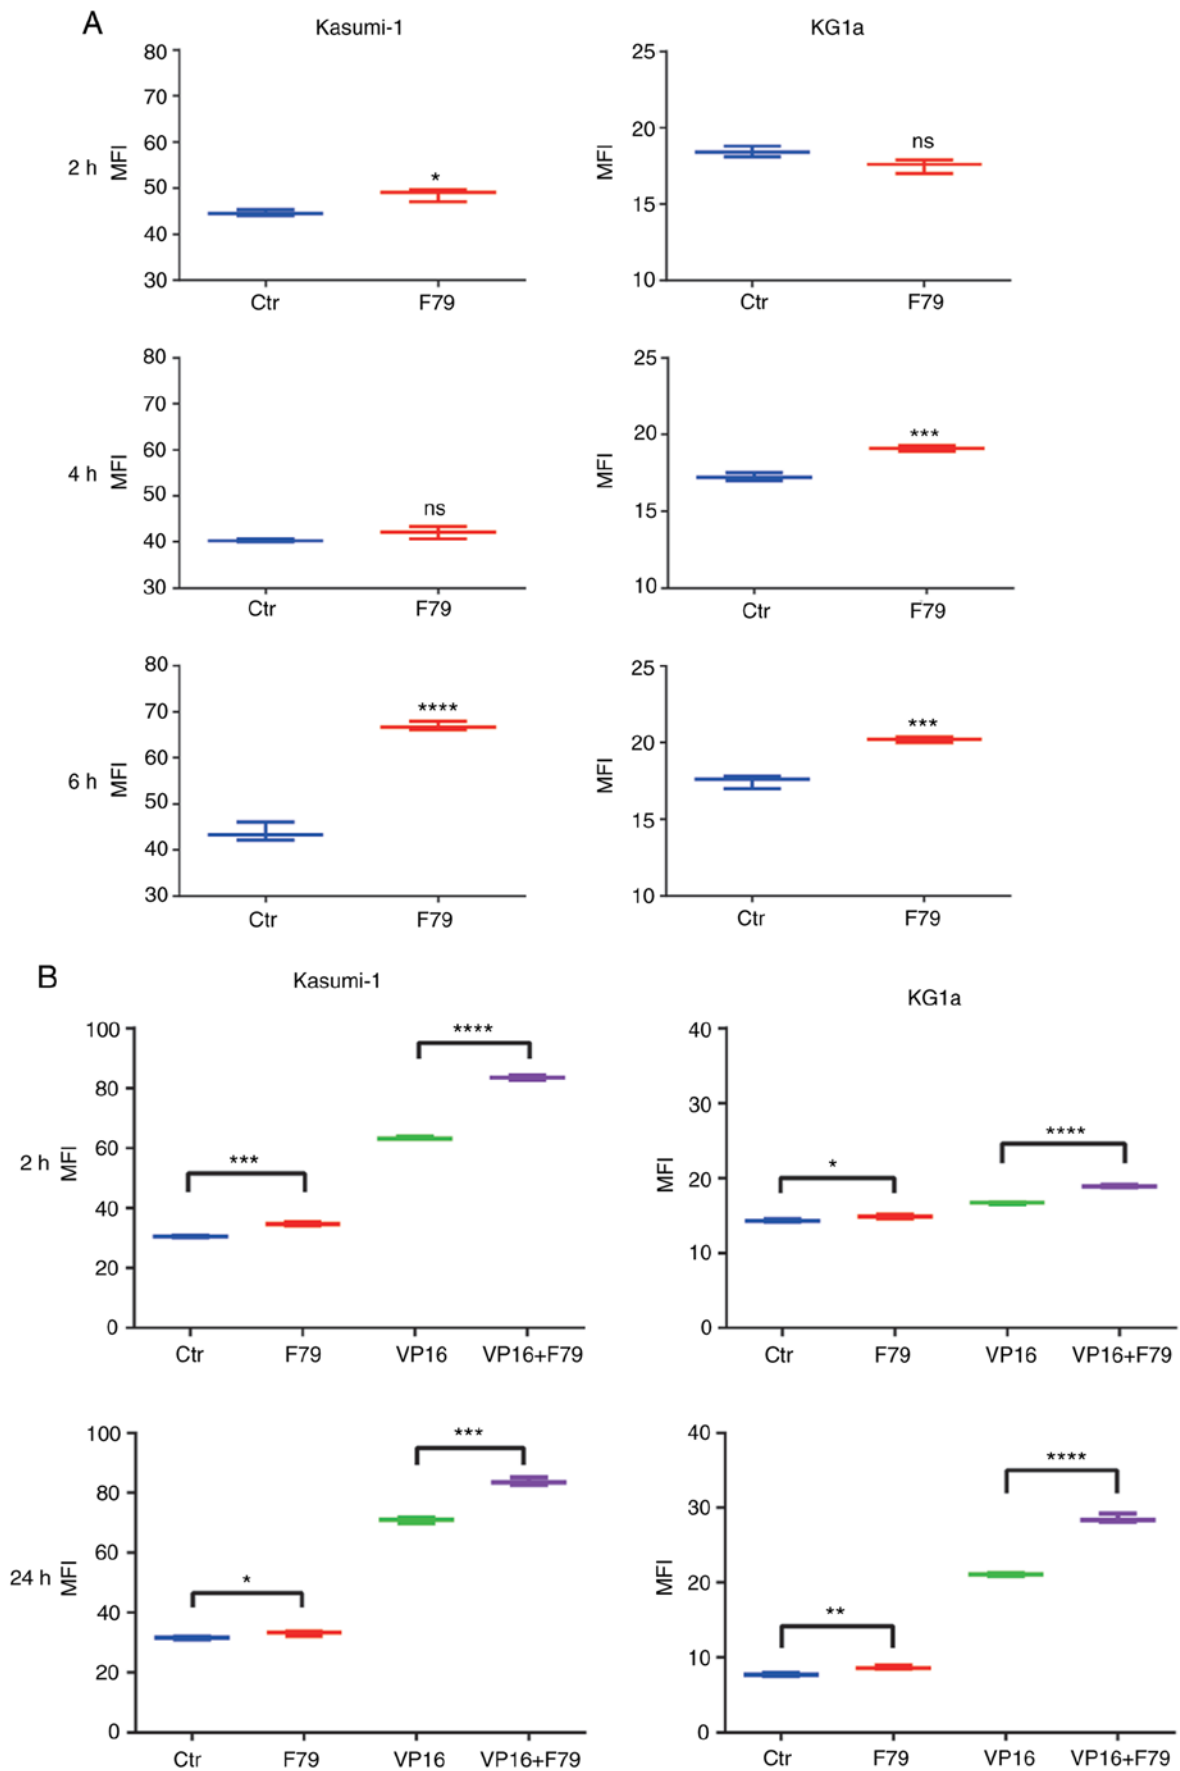 A
Kasumi-1
KG1a
2 h
MFI
80
70
60
50
40
30
*
Ctr
F79
MFI
25
20
15
10
ns
Ctr
F79
4 h
MFI
80
70
60
50
40
30
ns
Ctr
F79
MFI
25
20
15
10
***
Ctr
F79
6 h
MFI
80
70
60
50
40
30
****
Ctr
F79
MFI
25
20
15
10
***
Ctr
F79
B
Kasumi-1
KG1a
2 h
MFI
100
80
60
40
20
0
***
****
Ctr
F79
VP16
VP16+F79
MFI
40
30
20
10
0
*
****
Ctr
F79
VP16
VP16+F79
24 h
MFI
100
80
60
40
20
0
*
***
Ctr
F79
VP16
VP16+F79
MFI
40
30
20
10
0
**
****
Ctr
F79
VP16
VP16+F79